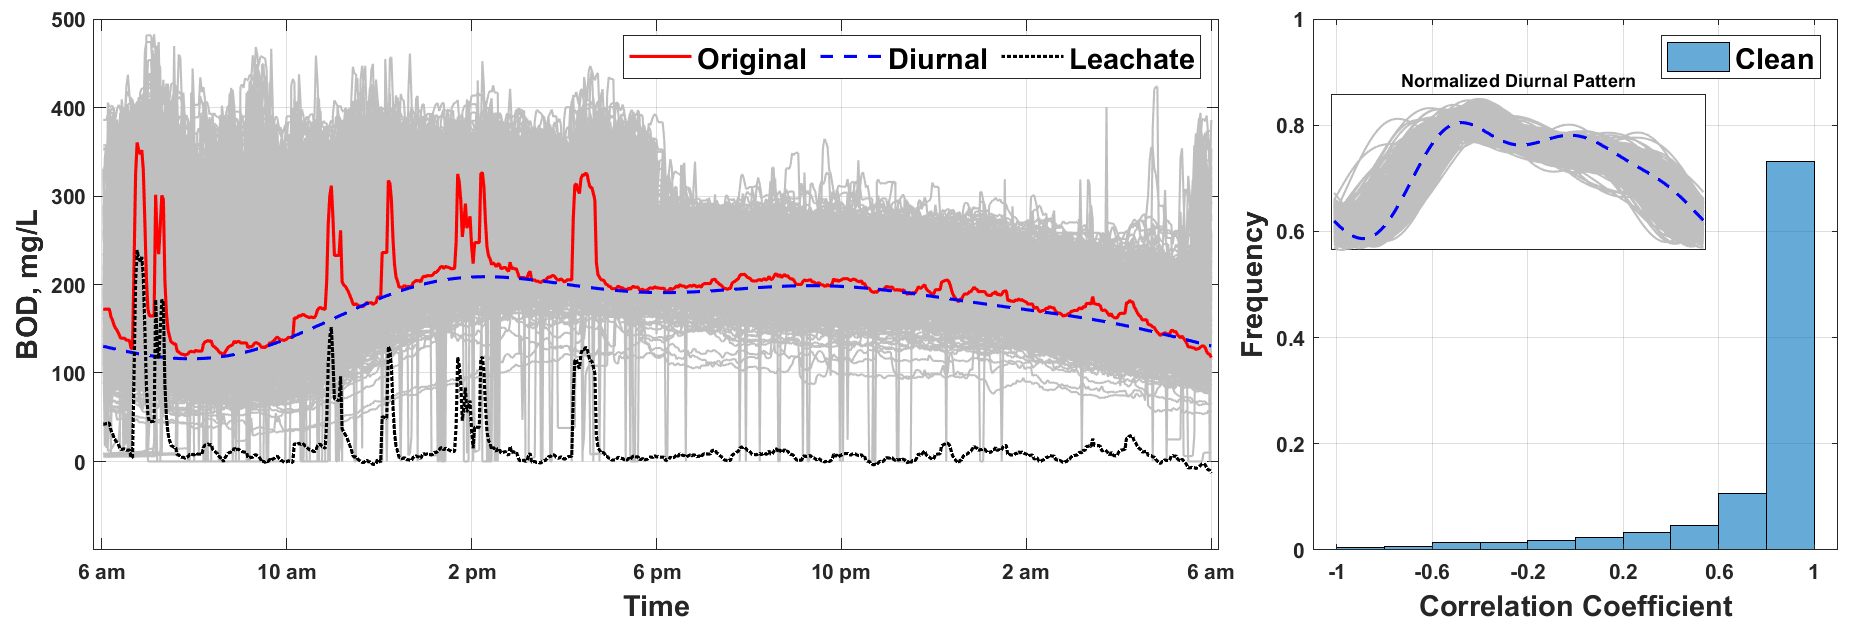 500
400
300
200
100
0
BOD, mg/L
Original
Diurnal
Leachate
6 am
10 am
2 pm
6 pm
10 pm
2 am
6 am
Time
1
0.8
0.6
0.4
0.2
0
Frequency
Clean
Normalized Diurnal Pattern
-1
-0.6
-0.2
0.2
0.6
1
Correlation Coefficient